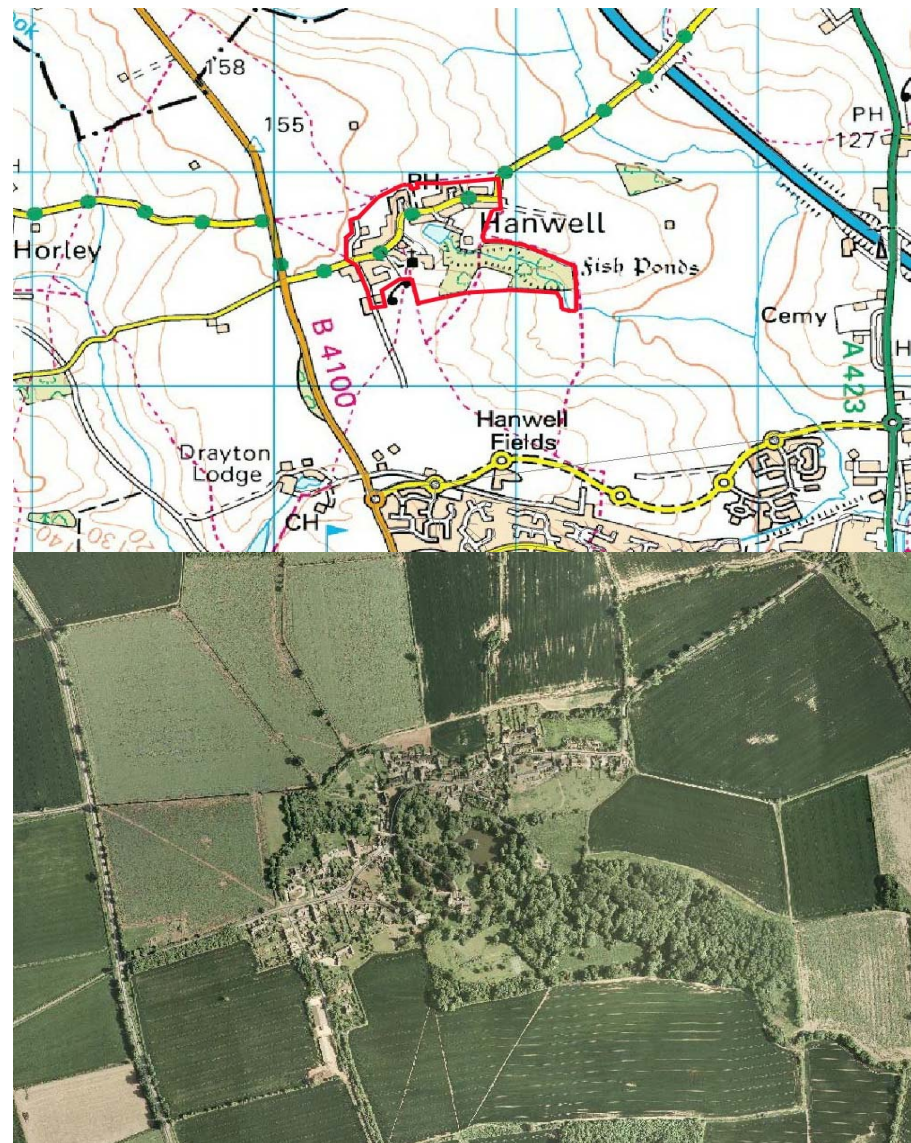 158
155
PH
127
PH
Hanwell
Horley
Fish Ponds
Cemy
B 4100
A 423
Hanwell
Fields
Drayton
Lodge
CH
H